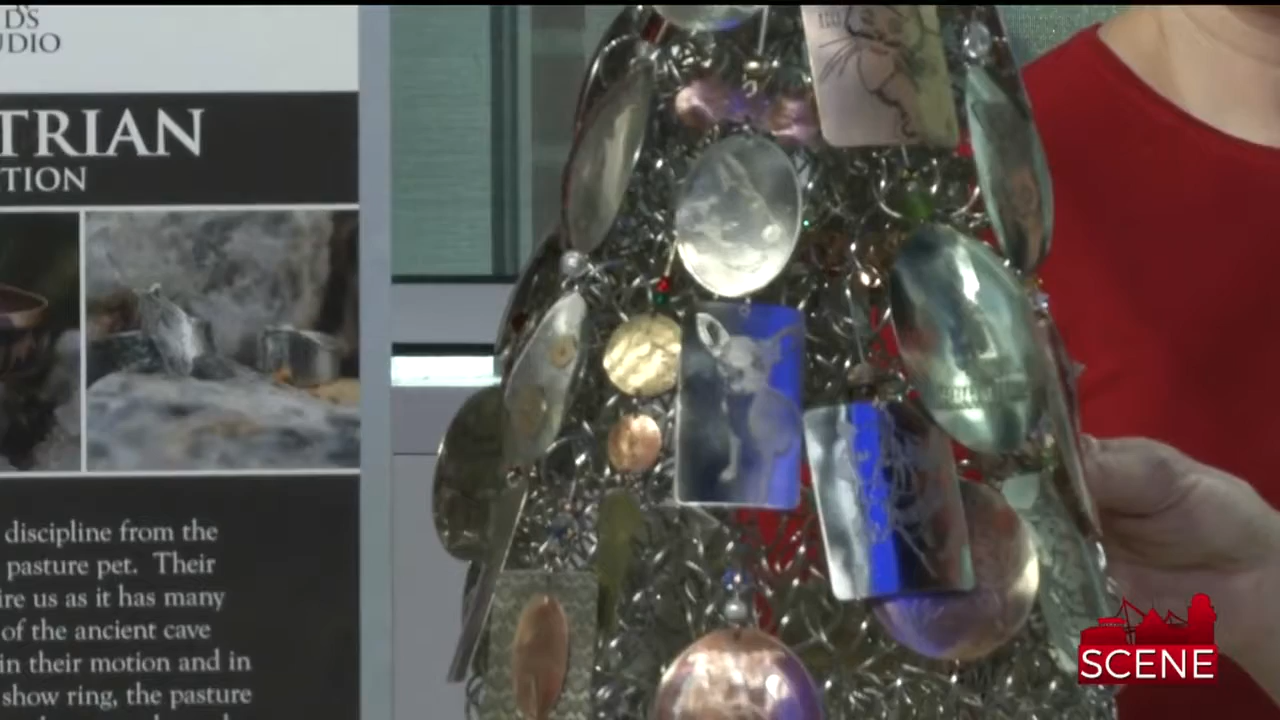 DS
UDIO
TRIAN
TION
discipline from the
pasture pet. Their
ire us as it has many
of the ancient cave
in their motion and in
show ring, the pasture
SCENE